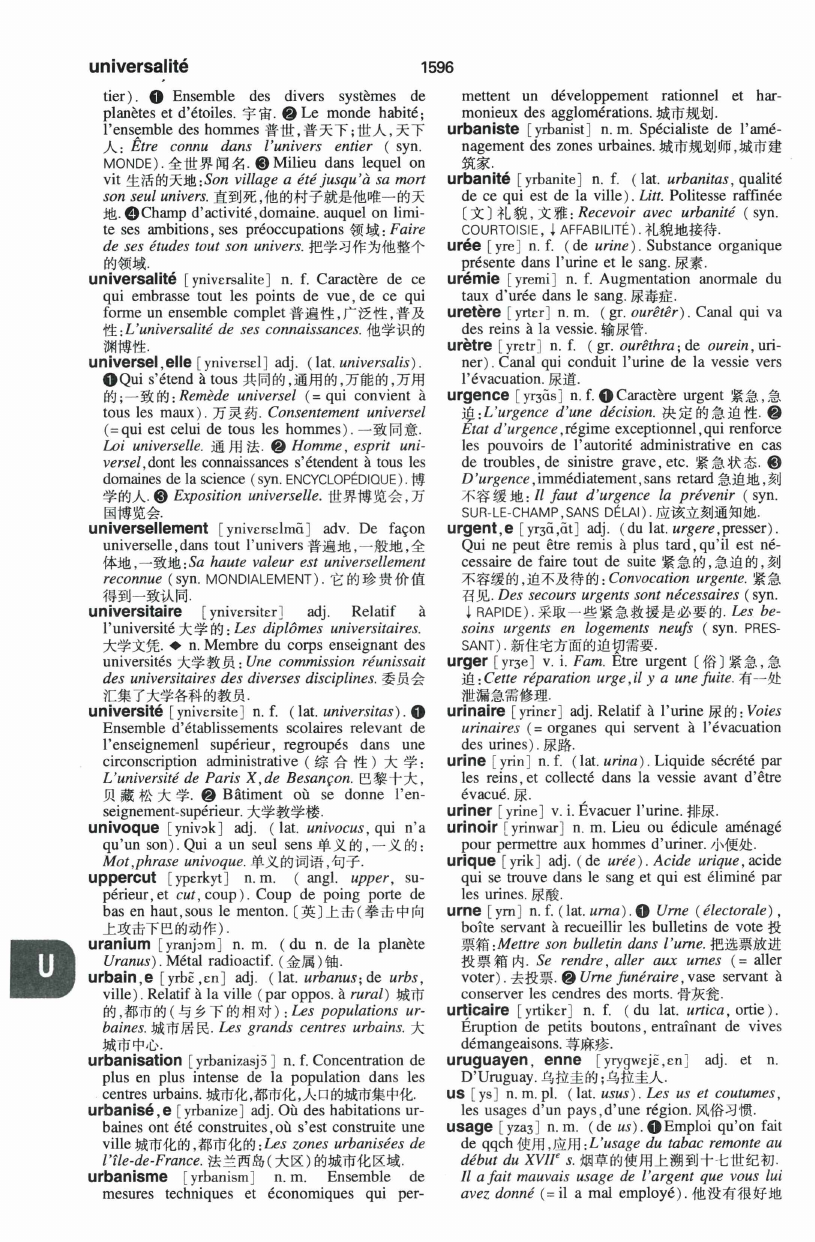 universalité
1596
tier). ❶ Ensemble des divers systèmes de
planètes et d'étoiles. 宇宙. ❷ Le monde habité;
l'ensemble des hommes 普世,普天下;世人,天下
人: Être connu dans l'univers entier ( syn.
MONDE). 全世界闻名. ❸ Milieu dans lequel on
vit 生活的天地:Son village a été jusqu'à sa mort
son seul univers. 直到死,他的村子就是他唯一的天
地. ❹ Champ d'activité,domaine. auquel on limi-
te ses ambitions, ses préoccupations 领域: Faire
de ses études tout son univers. 把学习作为他整个
的领域.
universalité [yniversalite] n. f. Caractère de ce
qui embrasse tout les points de vue, de ce qui
forme un ensemble complet 普遍性,广泛性,普及
性:L'universalité de ses connaissances. 他学识的
渊博性.
universel,elle [ynivεrsεl] adj. (lat. universalis).
❶ Qui s'étend à tous 共同的,通用的,万能的,万用
的;一致的: Remède universel (= qui convient à
tous les maux). 万灵药. Consentement universel
(= qui est celui de tous les hommes). 一致同意.
Loi universelle. 通用法. ❷ Homme, esprit uni-
versel,dont les connaissances s'étendent à tous les
domaines de la science (syn. ENCYCLOPÉDIQUE). 博
学的人. ❸ Exposition universelle. 世界博览会,万
国博览会.
universellement [ynivεrsεlmɑ̃] adv. De façon
universelle,dans tout l'univers 普遍地,一般地,全
体地,一致地:Sa haute valeur est universellement
reconnue (syn. MONDIALEMENT). 它的珍贵价值
得到一致认同.
universitaire [ynivεrsitεr] adj. Relatif à
l'université 大学的: Les diplômes universitaires.
大学文凭. ◆ n. Membre du corps enseignant des
universités 大学教员: Une commission réunissait
des universitaires des diverses disciplines. 委员会
汇集了大学各科的教员.
université [ynivεrsite] n. f. (lat. universitas). ❶
Ensemble d'établissements scolaires relevant de
l'enseignemenl supérieur, regroupés dans une
circonscription administrative (综合性) 大学:
L'université de Paris X,de Besançon. 巴黎十大,
贝藏松大学. ❷ Bâtiment où se donne l'en-
seignement-supérieur. 大学教学楼.
univoque [ynivɔk] adj. (lat. univocus, qui n'a
qu'un son). Qui a un seul sens 单义的,一义的:
Mot,phrase univoque. 单义的词语,句子.
uppercut [ypεrkyt] n. m. ( angl. upper, su-
périeur, et cut, coup). Coup de poing porte de
bas en haut,sous le menton. 〔英〕上击(拳击中向
上攻击下巴的动作).
uranium [yranjɔm] n. m. (du n. de la planète
Uranus). Métal radioactif. (金属)铀.
urbain,e [yrbɛ̃,εn] adj. (lat. urbanus; de urbs,
ville). Relatif à la ville (par oppos. à rural) 城市
的,都市的(与乡下的相对): Les populations ur-
baines. 城市居民. Les grands centres urbains. 大
城市中心.
urbanisation [yrbanizasjɔ̃] n. f. Concentration de
plus en plus intense de la population dans les
centres urbains. 城市化,都市化,人口的城市集中化.
urbanisé,e [yrbanize] adj. Où des habitations ur-
baines ont été construites,où s'est construite une
ville 城市化的,都市化的:Les zones urbanisées de
l'île-de-France. 法兰西岛(大区)的城市化区域.
urbanisme [yrbanism] n. m. Ensemble de
mesures techniques et économiques qui per-
U
mettent un développement rationnel et har-
monieux des agglomérations. 城市规划.
urbaniste [yrbanist] n. m. Spécialiste de l'amé-
nagement des zones urbaines. 城市规划师,城市建
筑家.
urbanité [yrbanite] n. f. (lat. urbanitas, qualité
de ce qui est de la ville). Litt. Politesse raffinée
〔文〕礼貌,文雅: Recevoir avec urbanité ( syn.
COURTOISIE, ↓ AFFABILITÉ). 礼貌地接待.
urée [yre] n. f. (de urine). Substance organique
présente dans l'urine et le sang. 尿素.
urémie [yremi] n. f. Augmentation anormale du
taux d'urée dans le sang. 尿毒症.
uretère [yrtεr] n. m. (gr. ourêtêr). Canal qui va
des reins à la vessie. 输尿管.
urètre [yrεtr] n. f. (gr. ourêthra; de ourein, uri-
ner). Canal qui conduit l'urine de la vessie vers
l'évacuation. 尿道.
urgence [yrʒɑ̃s] n. f. ❶ Caractère urgent 紧急,急
迫:L'urgence d'une décision. 决定的急迫性. ❷
État d'urgence,régime exceptionnel,qui renforce
les pouvoirs de l'autorité administrative en cas
de troubles, de sinistre grave, etc. 紧急状态. ❸
D'urgence,immédiatement,sans retard 急迫地,刻
不容缓地: Il faut d'urgence la prévenir ( syn.
SUR-LE-CHAMP,SANS DÉLAI). 应该立刻通知她.
urgent,e [yrʒɑ̃,ɑ̃t] adj. (du lat. urgere,presser).
Qui ne peut être remis à plus tard,qu'il est né-
cessaire de faire tout de suite 紧急的,急迫的,刻
不容缓的,迫不及待的: Convocation urgente. 紧急
召见. Des secours urgents sont nécessaires (syn.
↓ RAPIDE). 采取一些紧急救援是必要的. Les be-
soins urgents en logements neufs ( syn. PRES-
SANT). 新住宅方面的迫切需要.
urger [yrʒe] v. i. Fam. Être urgent 〔俗〕紧急,急
迫:Cette réparation urge,il y a une fuite. 有一处
泄漏急需修理.
urinaire [yrinεr] adj. Relatif à l'urine 尿的: Voies
urinaires (= organes qui servent à l'évacuation
des urines). 尿路.
urine [yrin] n. f. (lat. urina). Liquide sécrété par
les reins, et collecté dans la vessie avant d'être
évacué. 尿.
uriner [yrine] v. i. Évacuer l'urine. 排尿.
urinoir [yrinwar] n. m. Lieu ou édicule aménagé
pour permettre aux hommes d'uriner. 小便处.
urique [yrik] adj. (de urée). Acide urique, acide
qui se trouve dans le sang et qui est éliminé par
les urines. 尿酸.
urne [yrn] n. f. (lat. urna). ❶ Urne (électorale),
boîte servant à recueillir les bulletins de vote 投
票箱:Mettre son bulletin dans l'urne. 把选票放进
投票箱内. Se rendre, aller aux urnes (= aller
voter). 去投票. ❷ Urne funéraire, vase servant à
conserver les cendres des morts. 骨灰瓮.
urticaire [yrtikεr] n. f. (du lat. urtica, ortie).
Éruption de petits boutons, entraînant de vives
démangeaisons. 荨麻疹.
uruguayen, enne [yrygwεjɛ̃,εn] adj. et n.
D'Uruguay. 乌拉圭的;乌拉圭人.
us [ys] n. m. pl. (lat. usus). Les us et coutumes,
les usages d'un pays,d'une région. 风俗习惯.
usage [yzaʒ] n. m. (de us). ❶ Emploi qu'on fait
de qqch 使用,应用:L'usage du tabac remonte au
début du XVIIe s. 烟草的使用上溯到十七世纪初.
Il a fait mauvais usage de l'argent que vous lui
avez donné (= il a mal employé). 他没有很好地